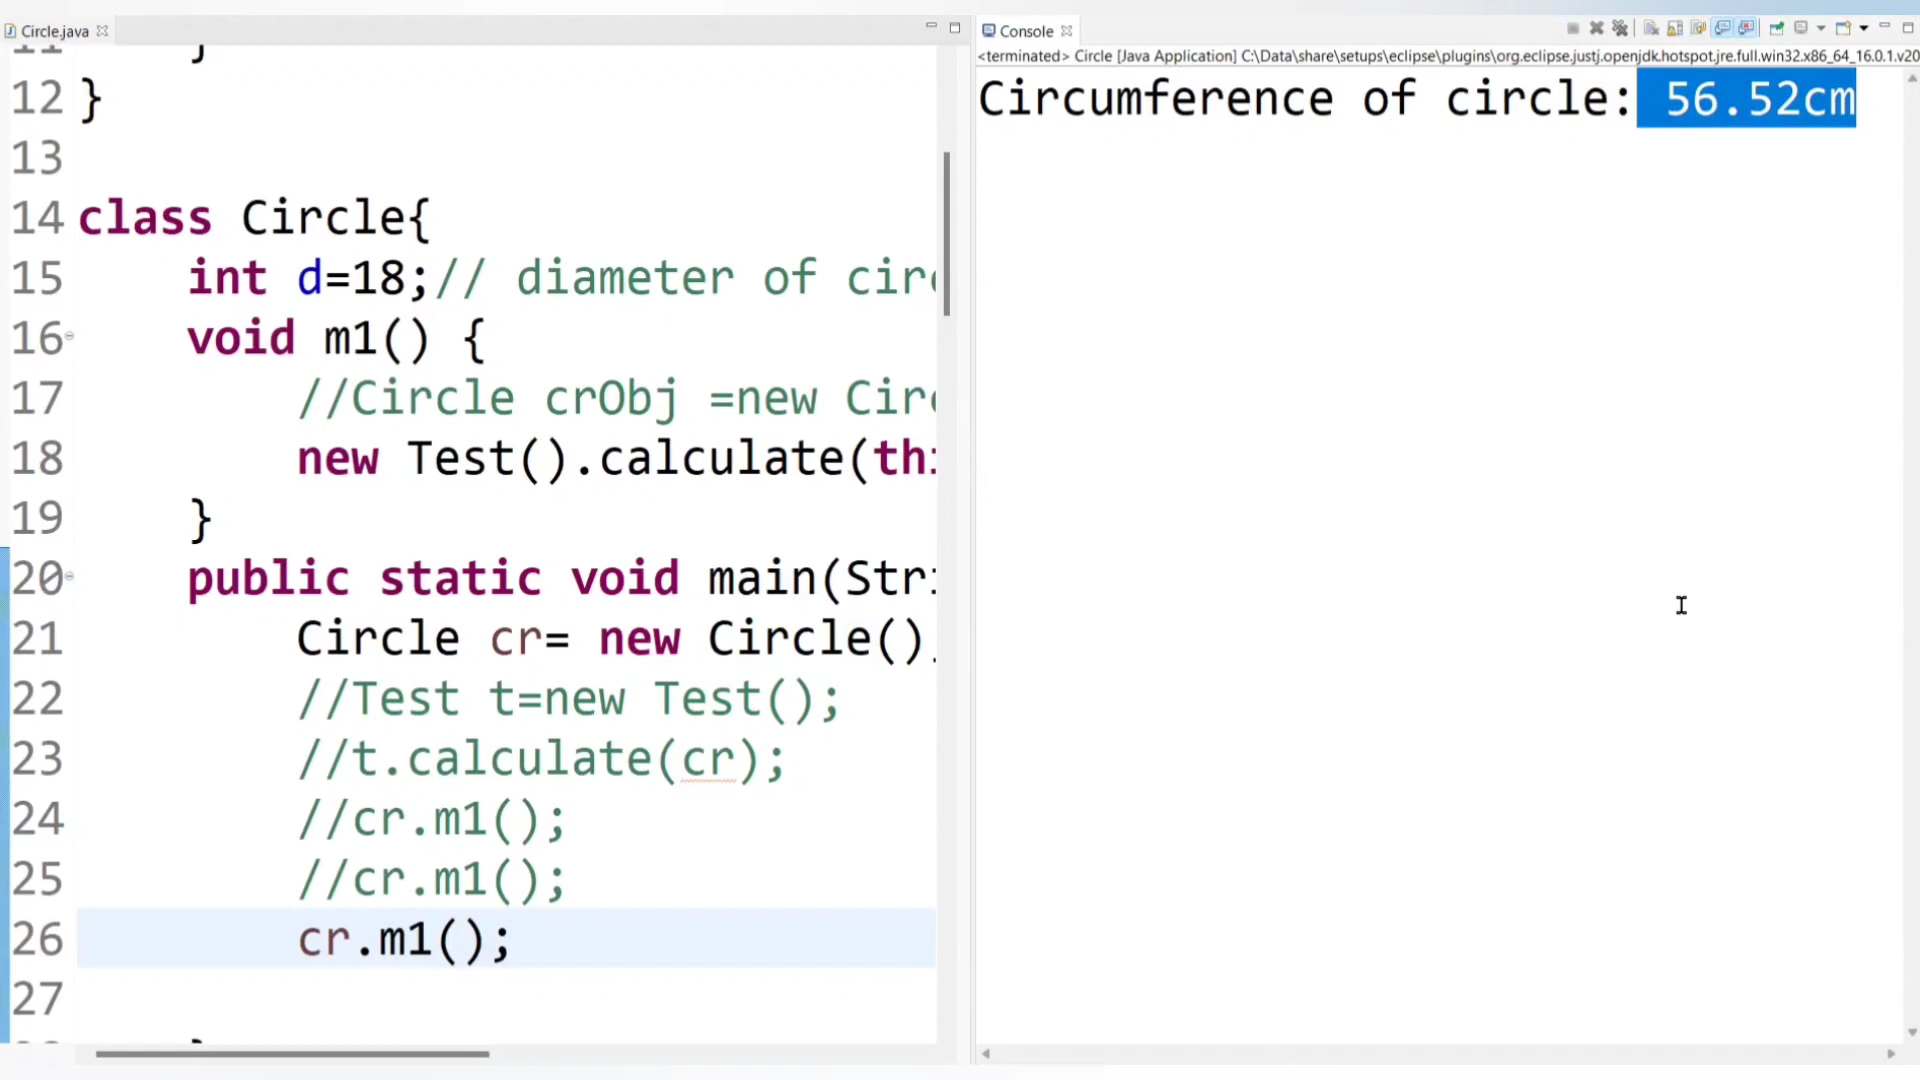 Circle.java
11 }
12 }
13
14 class Circle{
15 int d=18;// diameter of cir
16 void m1() {
17 //Circle crObj =new Cir
18 new Test().calculate(thi
19 }
20 public static void main(Stri
21 Circle cr= new Circle()
22 //Test t=new Test();
23 //t.calculate(cr);
24 //cr.m1();
25 //cr.m1();
26 cr.m1();
27
Console
<terminated> Circle [Java Application] C:\Data\share\setups\eclipse\plugins\org.eclipse.justj.openjdk.hotspot.jre.full.win32.x86_64_16.0.1.v20
Circumference of circle: 56.52cm